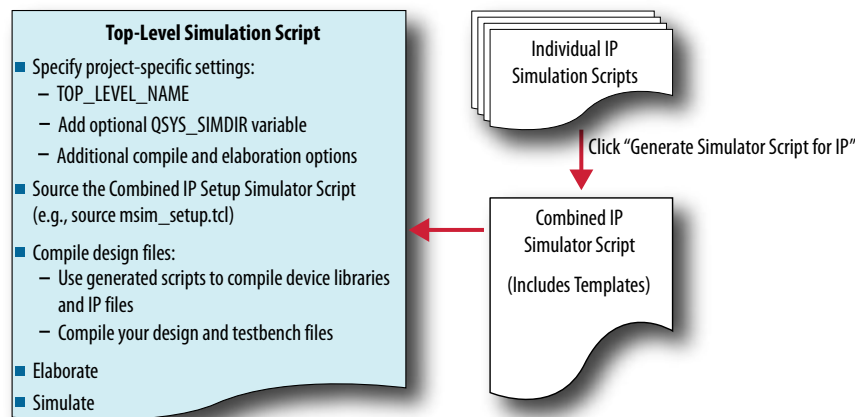 Top-Level Simulation Script
Specify project-specific settings:
– TOP_LEVEL_NAME
– Add optional QSYS_SIMDIR variable
– Additional compile and elaboration options
Source the Combined IP Setup Simulator Script
(e.g., source msim_setup.tcl)
Compile design files:
– Use generated scripts to compile device libraries
and IP files
– Compile your design and testbench files
Elaborate
Simulate
Individual IP
Simulation Scripts
Click “Generate Simulator Script for IP”
Combined IP
Simulator Script
(Includes Templates)